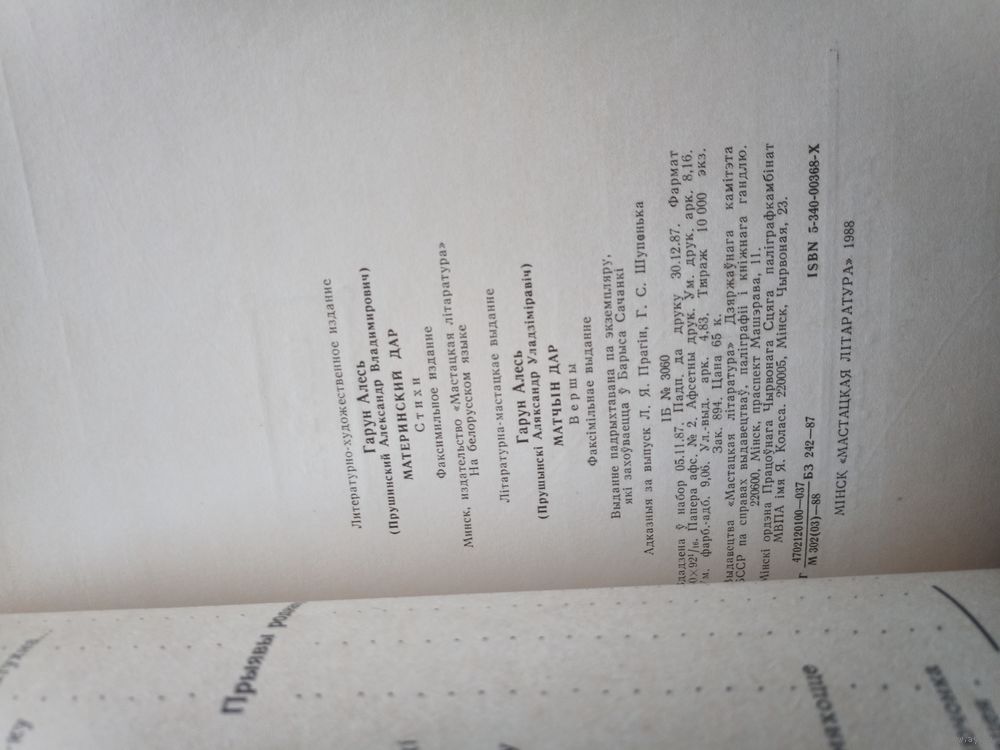 Литературно-художественное издание
Гарун Алесь
(Прушинский Александр Владимирович)
МАТЕРИНСКИЙ ДАР
Стихи
Факсимильное издание
Минск, издательство «Мастацкая літаратура»
На белорусском языке
Літаратурна-мастацкае выданне
Гарун Алесь
(Прушынскі Аляксандр Уладзіміравіч)
МАТЧЫН ДАР
Вершы
Факсімільнае выданне
Выданне падрыхтавана па экземпляру,
які захоўваецца ў Барыса Сачанкі
Адказныя за выпуск Л. Я. Прагін, Г. С. Шупенька
ІБ № 3060
ў набор 05.11.87. Падп. да друку 30.12.87. Фармат
×92¹/₁₆. Папера афс. № 2. Афсетны друк. Ум. друк. арк. 8,16.
фарб.-адб. 9,06. Ул.-выд. арк. 4,83. Тыраж 10 000 экз.
Зак. 894. Цана 65 к.
«Мастацкая літаратура» Дзяржаўнага камітэта
БССР па справах выдавецтваў, паліграфіі і кніжнага гандлю.
220600, Мінск, праспект Машэрава, 11.
Мінскі ордэна Працоўнага Чырвонага Сцяга паліграфкамбінат
МВПА імя Я. Коласа. 220005, Мінск, Чырвоная, 23.
Г 4702120100—037
М 302(03)—88
БЗ 242—87
ISBN 5-340-00368-X
МІНСК «МАСТАЦКАЯ ЛІТАРАТУРА» 1988
Прыявы